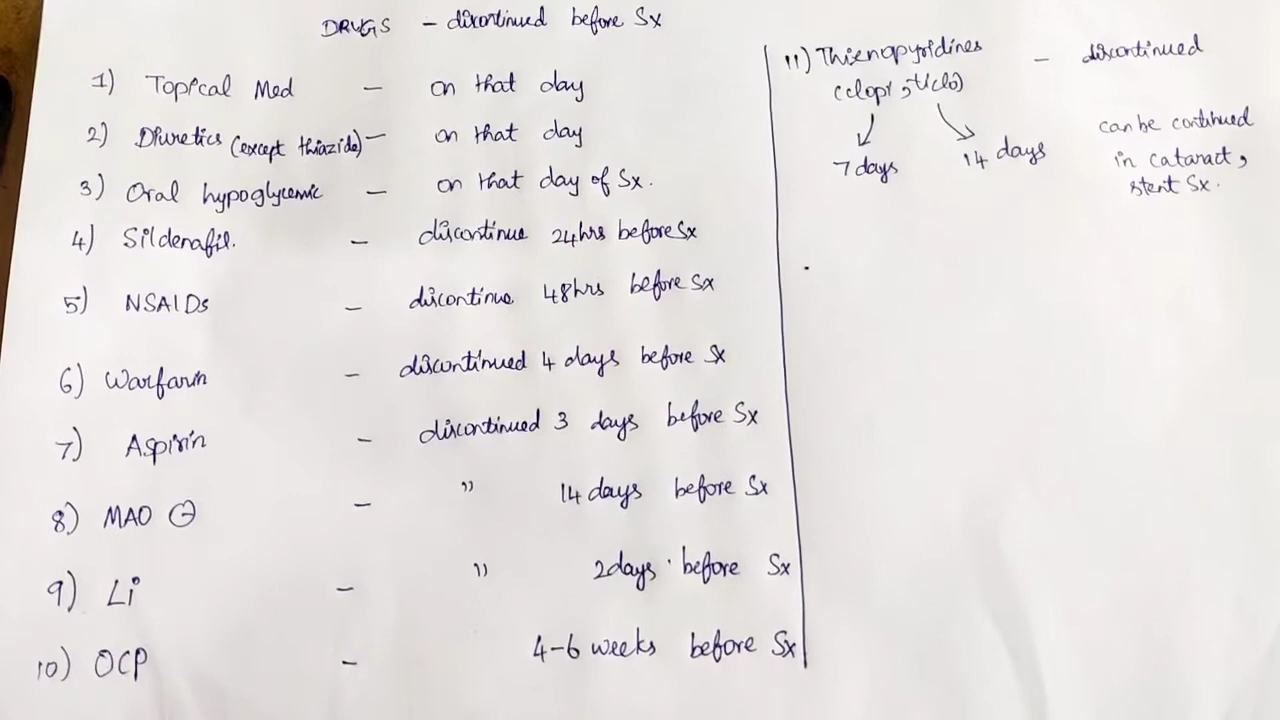 DRUGS - discontinued before Sx
1) Topical Med - on that day
2) Diuretics (except thiazide) - on that day
3) Oral hypoglycemic - on that day of Sx.
4) Sildenafil. - discontinue 24hrs before Sx
5) NSAIDs - discontinue 48hrs before Sx
6) Warfarin - discontinued 4 days before Sx
7) Aspirin - discontinued 3 days before Sx
8) MAO ⊖ - " 14 days before Sx
9) Li - " 2days before Sx
10) OCP - 4-6 weeks before Sx
11) Thienopyridines - discontinued
(clopi, ticlo)
7 days 14 days
can be continued
in cataract,
stent Sx.